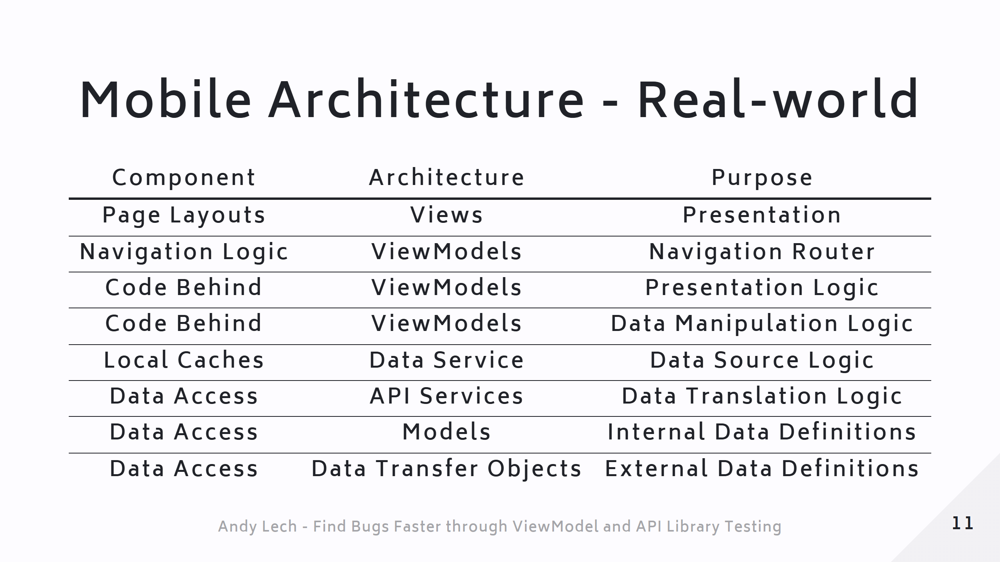 Mobile Architecture - Real-world
Component Architecture Purpose
Page Layouts Views Presentation
Navigation Logic ViewModels Navigation Router
Code Behind ViewModels Presentation Logic
Code Behind ViewModels Data Manipulation Logic
Local Caches Data Service Data Source Logic
Data Access API Services Data Translation Logic
Data Access Models Internal Data Definitions
Data Access Data Transfer Objects External Data Definitions
Andy Lech - Find Bugs Faster through ViewModel and API Library Testing
11